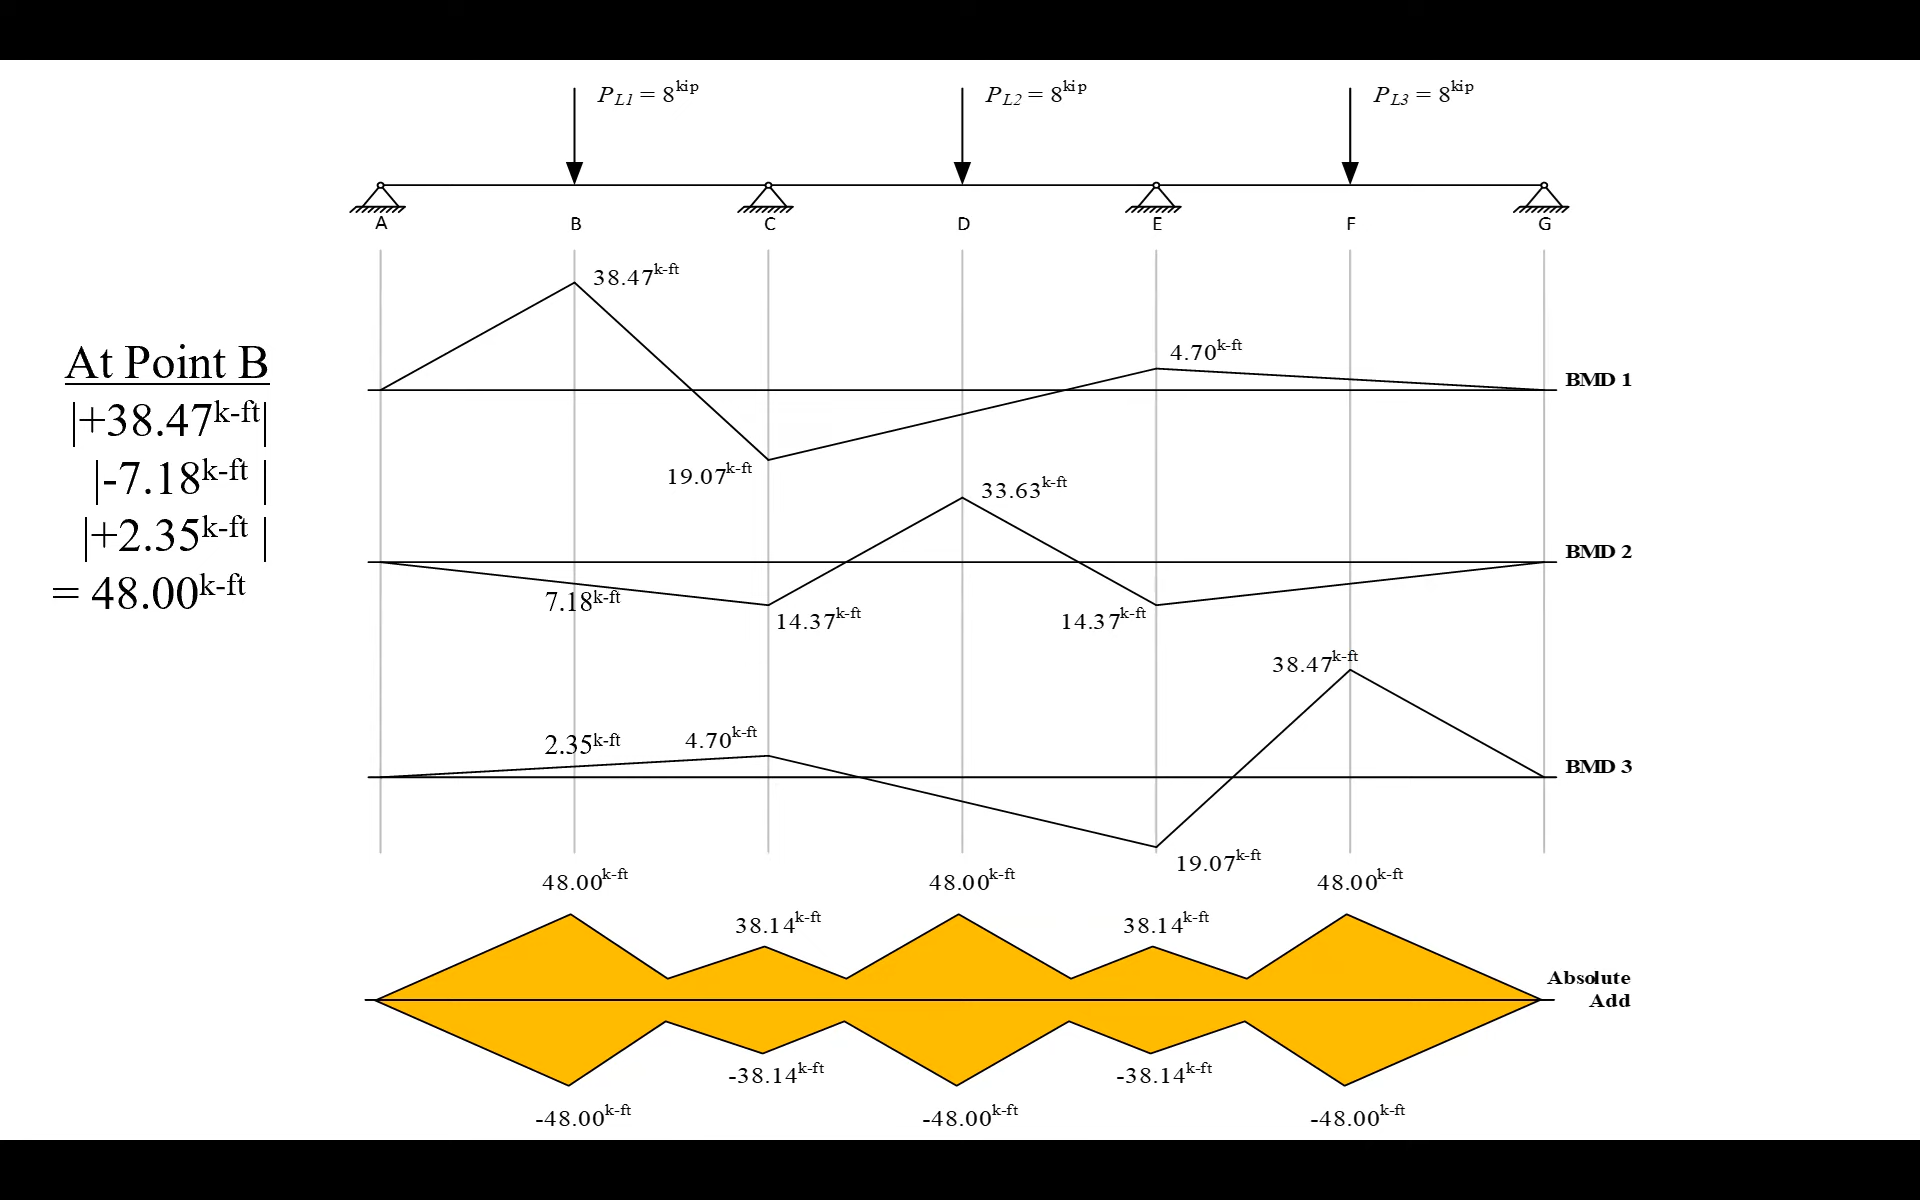 P_L1 = 8^kip
P_L2 = 8^kip
P_L3 = 8^kip
A B C D E F G
At Point B
|+38.47^k-ft|
|-7.18^k-ft |
|+2.35^k-ft |
= 48.00^k-ft
38.47^k-ft
4.70^k-ft
BMD 1
19.07^k-ft
33.63^k-ft
BMD 2
7.18^k-ft
14.37^k-ft
14.37^k-ft
38.47^k-ft
2.35^k-ft
4.70^k-ft
BMD 3
19.07^k-ft
48.00^k-ft
48.00^k-ft
48.00^k-ft
38.14^k-ft
38.14^k-ft
Absolute
Add
-38.14^k-ft
-38.14^k-ft
-48.00^k-ft
-48.00^k-ft
-48.00^k-ft